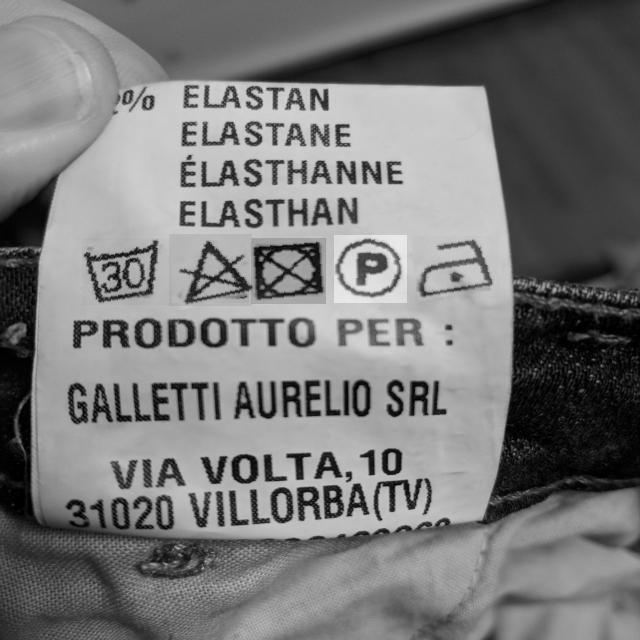 % ELASTAN
ELASTANE
ÉLASTHANNE
ELASTHAN
30 P
PRODOTTO PER :
GALLETTI AURELIO SRL
VIA VOLTA, 10
31020 VILLORBA (TV)